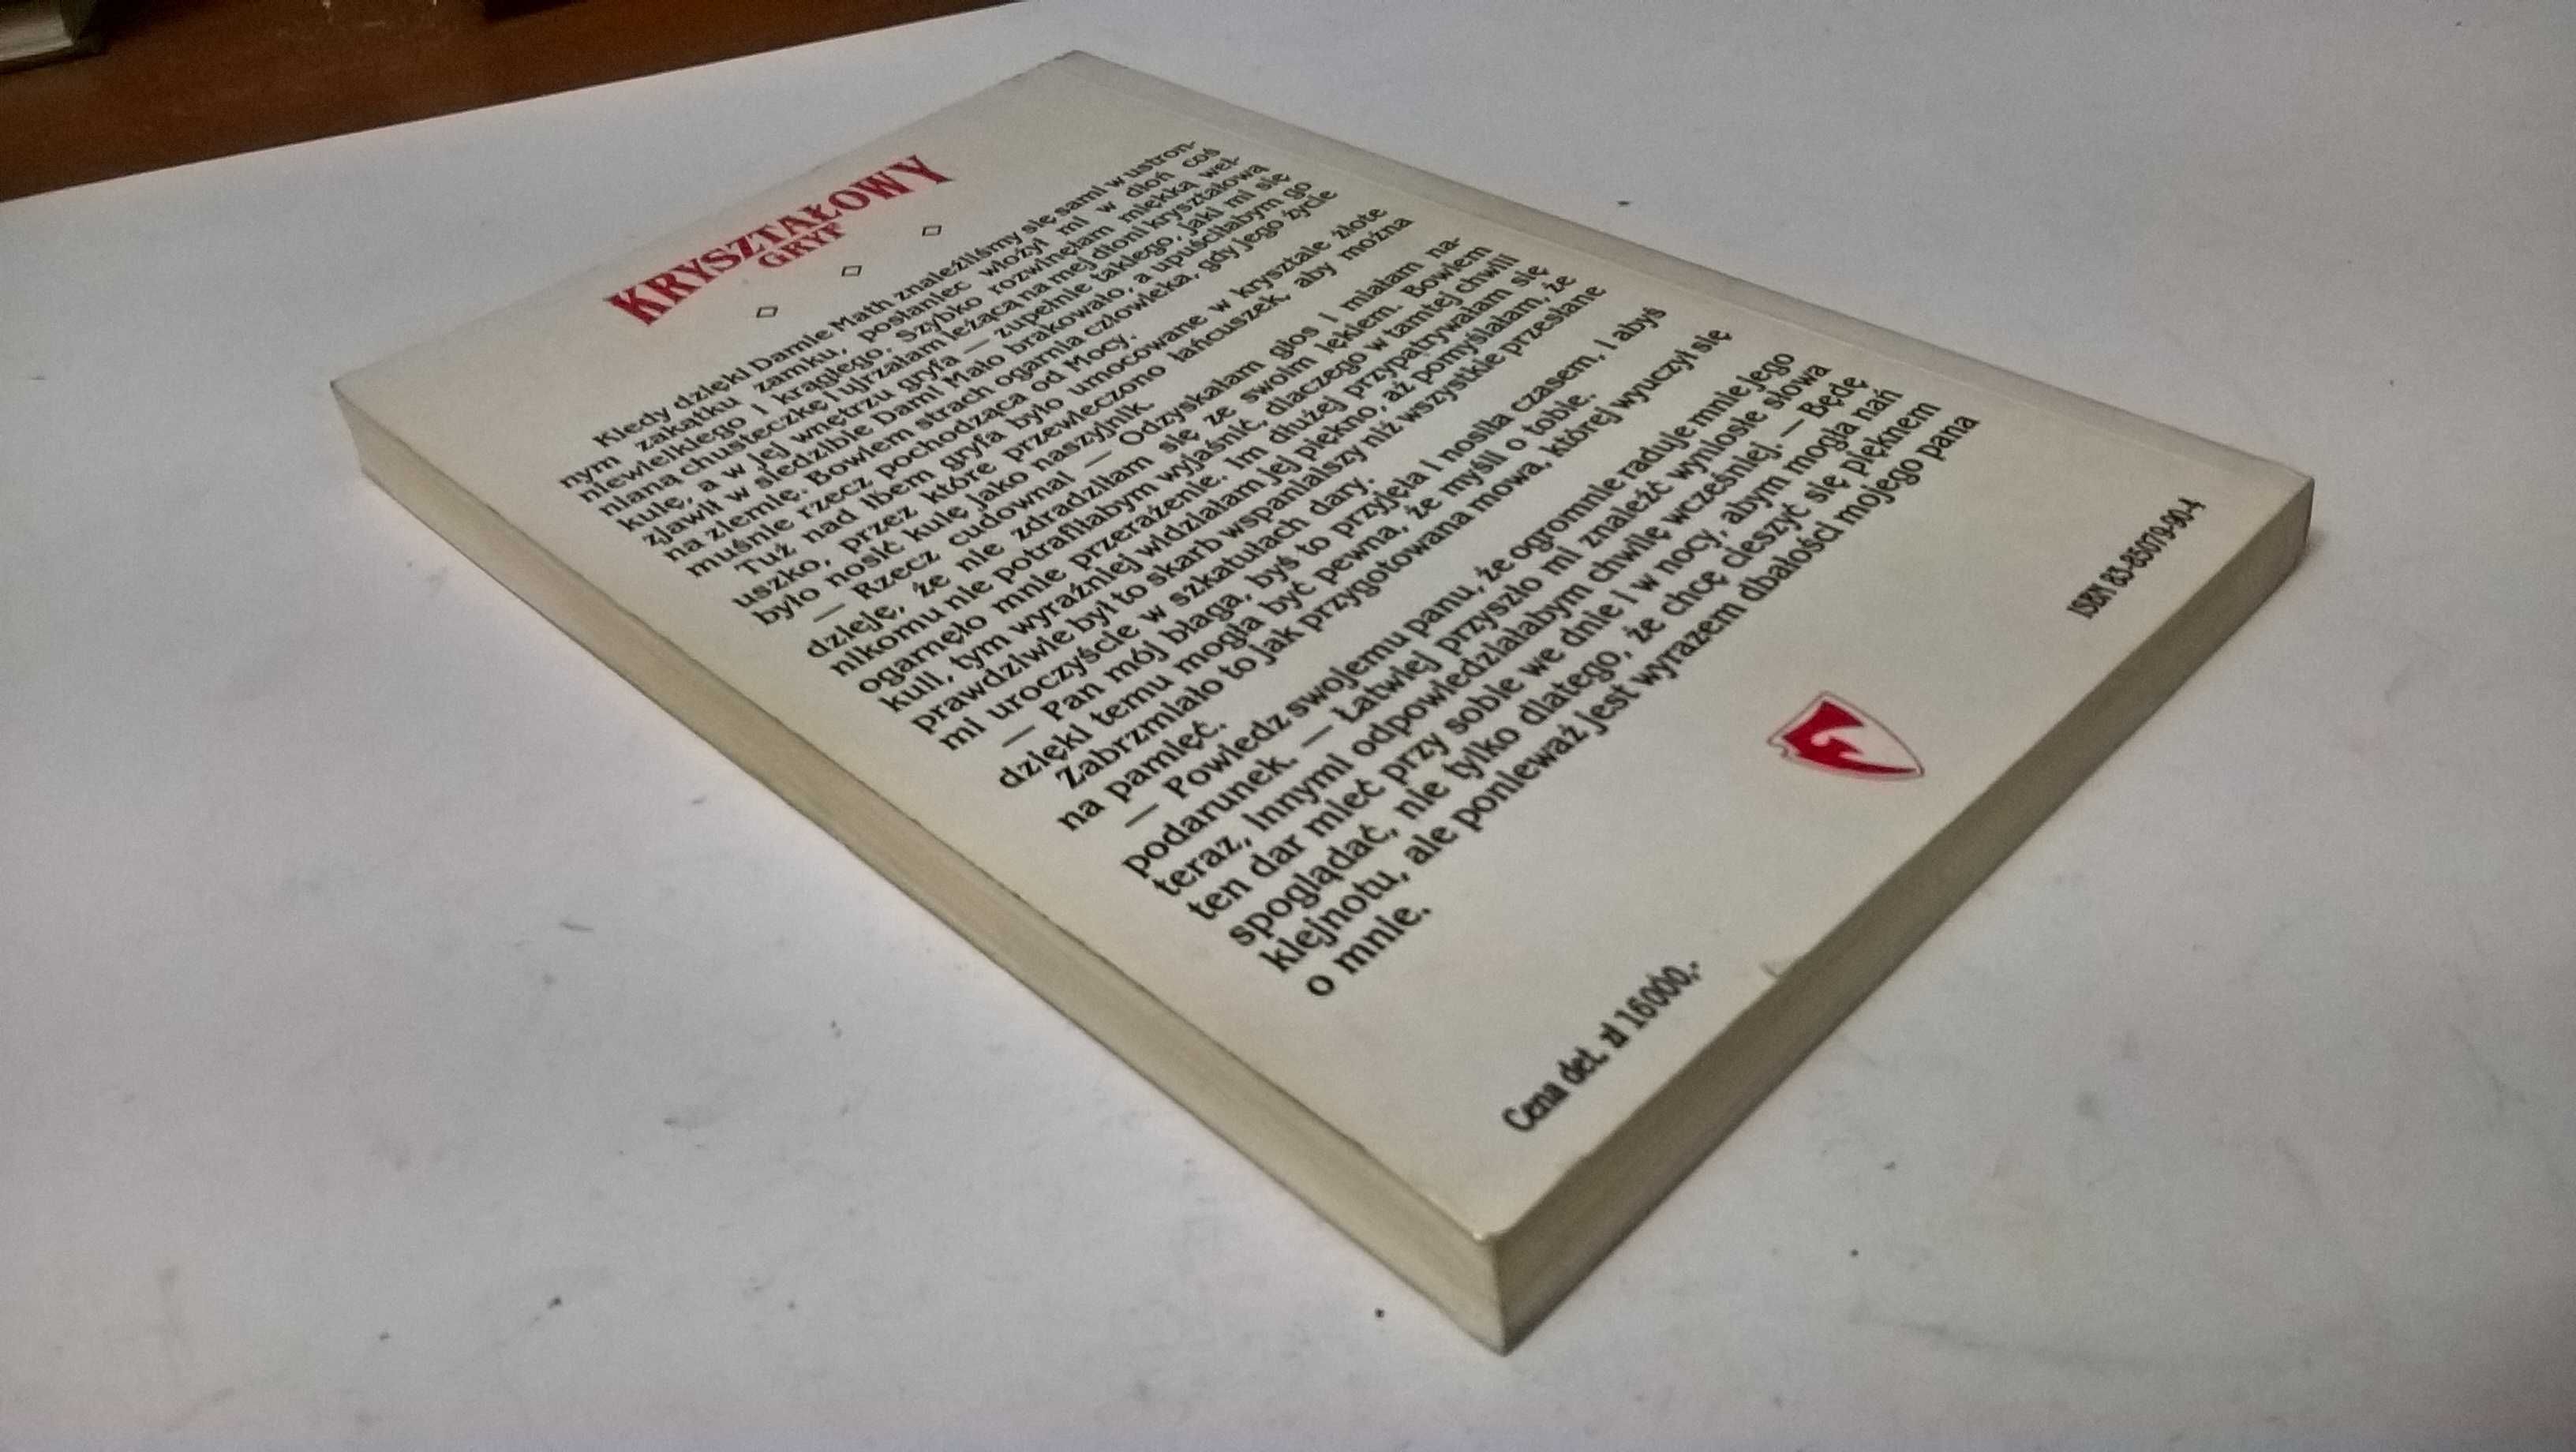 KRYSZTAŁOWY
GRYF
Kiedy dzięki Damie Math znaleźliśmy się sami w ustron-
nym zakątku zamku, posłaniec włożył mi w dłoń coś
niewielkiego i krągłego. Szybko rozwinęłam miękką weł-
nianą chusteczkę i ujrzałam leżącą na mej dłoni kryształową
kulę, a w jej wnętrzu gryfa — zupełnie takiego, jaki mi się
zjawił w siedzibie Dam! Mało brakowało, a upuściłabym go
na ziemię. Bowiem strach ogarnia człowieka, gdy jego życie
muśnie rzecz pochodząca od Mocy.
Tuż nad łbem gryfa było umocowane w krysztale złote
uszko, przez które przewleczono łańcuszek, aby można
było nosić kulę jako naszyjnik.
— Rzecz cudowna! — Odzyskałam głos i miałam na-
dzieję, że nie zdradziłam się ze swoim lękiem. Bowiem
nikomu nie potrafiłabym wyjaśnić, dlaczego w tamtej chwili
ogarnęło mnie przerażenie. Im dłużej przypatrywałam się
kuli, tym wyraźniej widziałam jej piękno, aż pomyślałam, że
prawdziwie był to skarb wspanialszy niż wszystkie przesłane
mi uroczyście w szkatułach dary.
— Pan mój błaga, byś to przyjęła i nosiła czasem, i abyś
dzięki temu mogła być pewna, że myśli o tobie.
Zabrzmiało to jak przygotowana mowa, której wyuczył się
na pamięć.
— Powiedz swojemu panu, że ogromnie raduje mnie jego
podarunek. — Łatwiej przyszło mi znaleźć wyniosłe słowa
teraz, innymi odpowiedziałabym chwilę wcześniej. — Będę
ten dar mieć przy sobie we dnie i w nocy, abym mogła nań
spoglądać, nie tylko dlatego, że chcę cieszyć się pięknem
klejnotu, ale ponieważ jest wyrazem dbałości mojego pana
o mnie.
Cena det. zł 16000,-
ISBN 83-85079-90-4